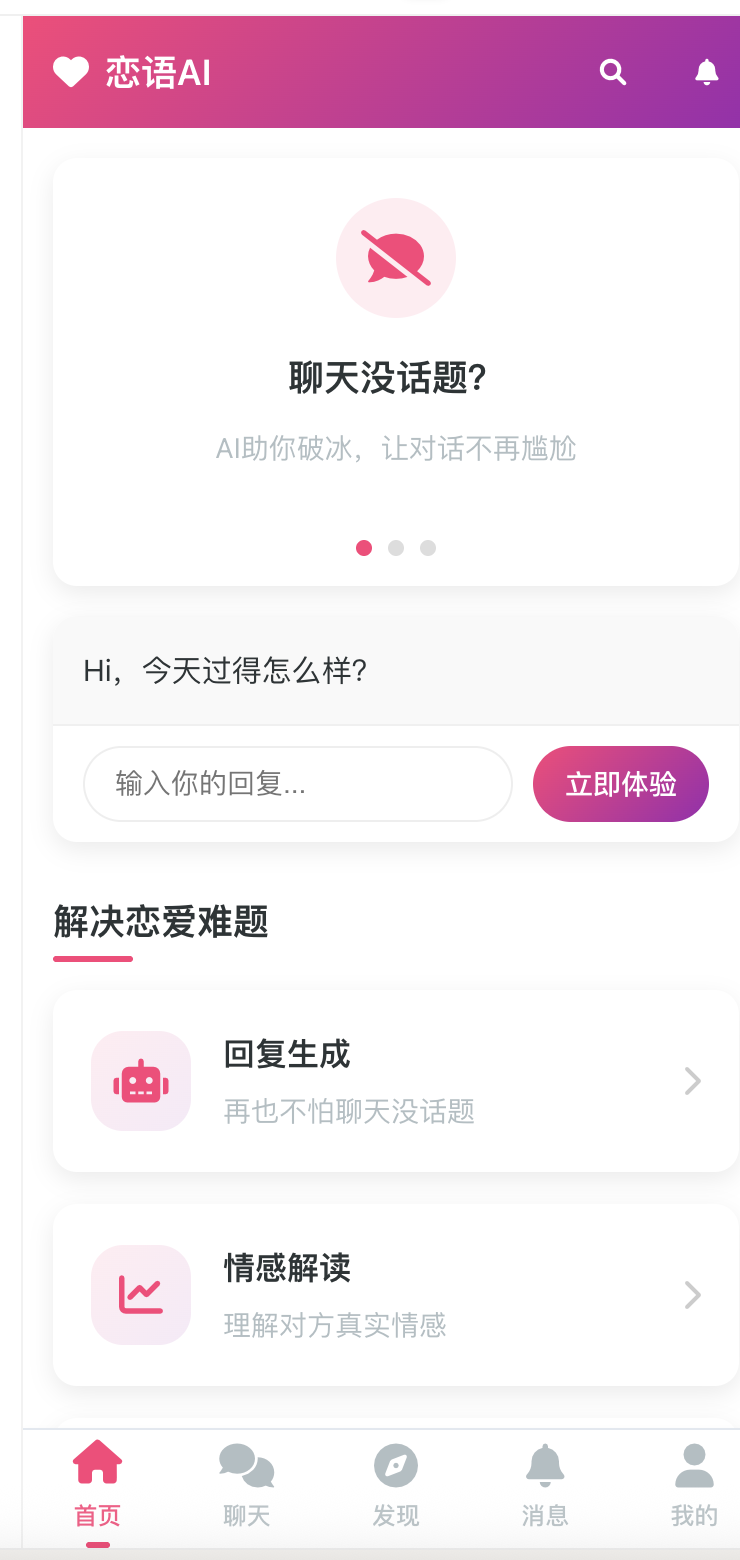 恋语AI
聊天没话题?
AI助你破冰，让对话不再尴尬
Hi，今天过得怎么样?
输入你的回复...
立即体验
解决恋爱难题
回复生成
再也不怕聊天没话题
情感解读
理解对方真实情感
首页
聊天
发现
消息
我的